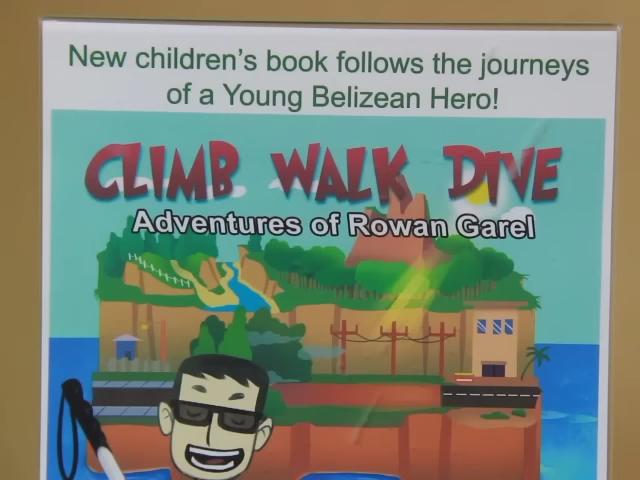 New children's book follows the journeys
of a Young Belizean Hero!
CLIMB WALK DIVE
Adventures of Rowan Garel